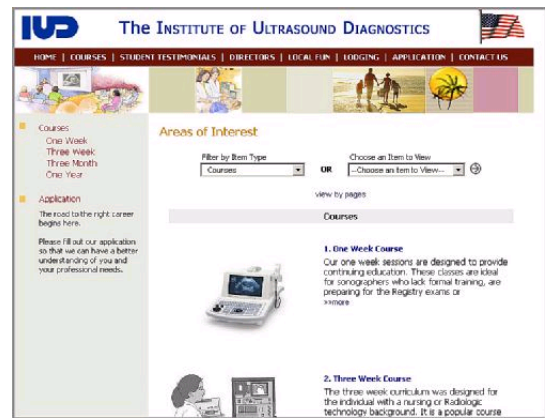 IUD
THE INSTITUTE OF ULTRASOUND DIAGNOSTICS
HOME | COURSES | STUDENT TESTIMONIALS | DIRECTORS | LOCAL FUN | LODGING | APPLICATION | CONTACT US
Courses
One Week
Three Week
Three Month
One Year
Application
The road to the right career
begins here.
Please fill out our application
so that we can have a better
understanding of you and
your professional needs.
Areas of Interest
Filter by Item Type
Courses
OR
Choose an Item to View
--Choose an Item to View--
view by pages
Courses
1. One Week Course
Our one week sessions are designed to provide
continuing education. These classes are ideal
for sonographers who lack formal training, are
preparing for the Registry exams or
>>more
2. Three Week Course
The three week curriculum was designed for
the individual with a nursing or Radiologic
technology background. It is a popular course